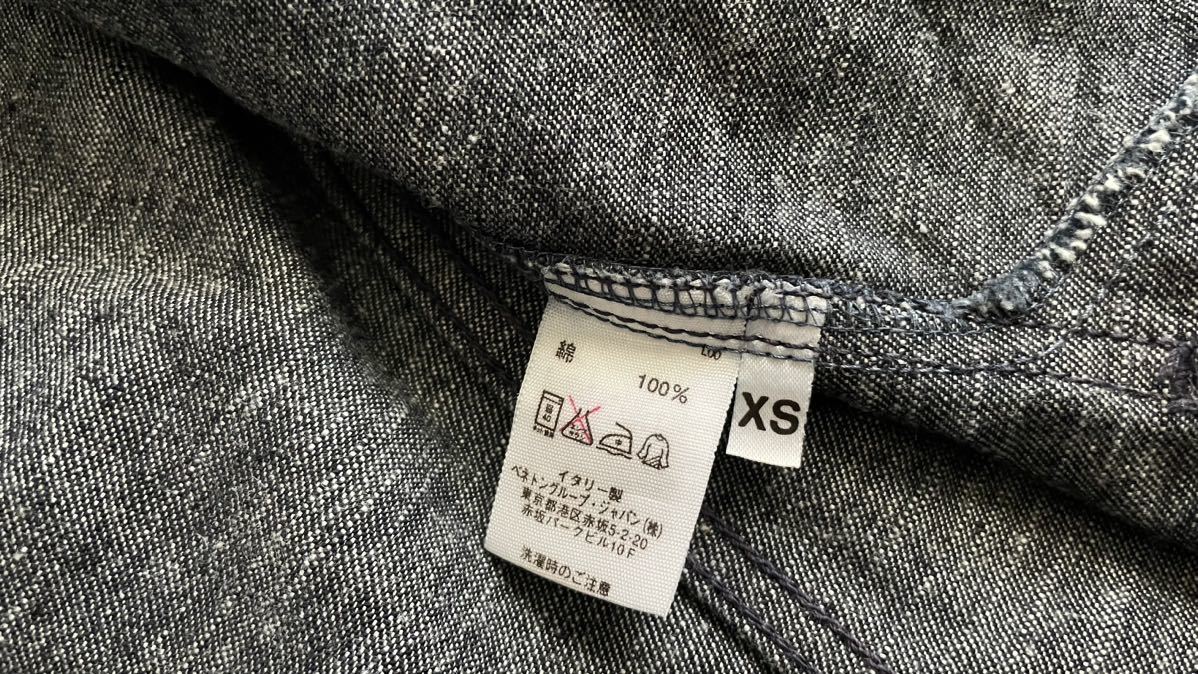 綿
100%
XS
イタリー製
ベネトングループ・ジャパン(株)
東京都港区赤坂5-2-20
赤坂パークビル10F
洗濯時のご注意